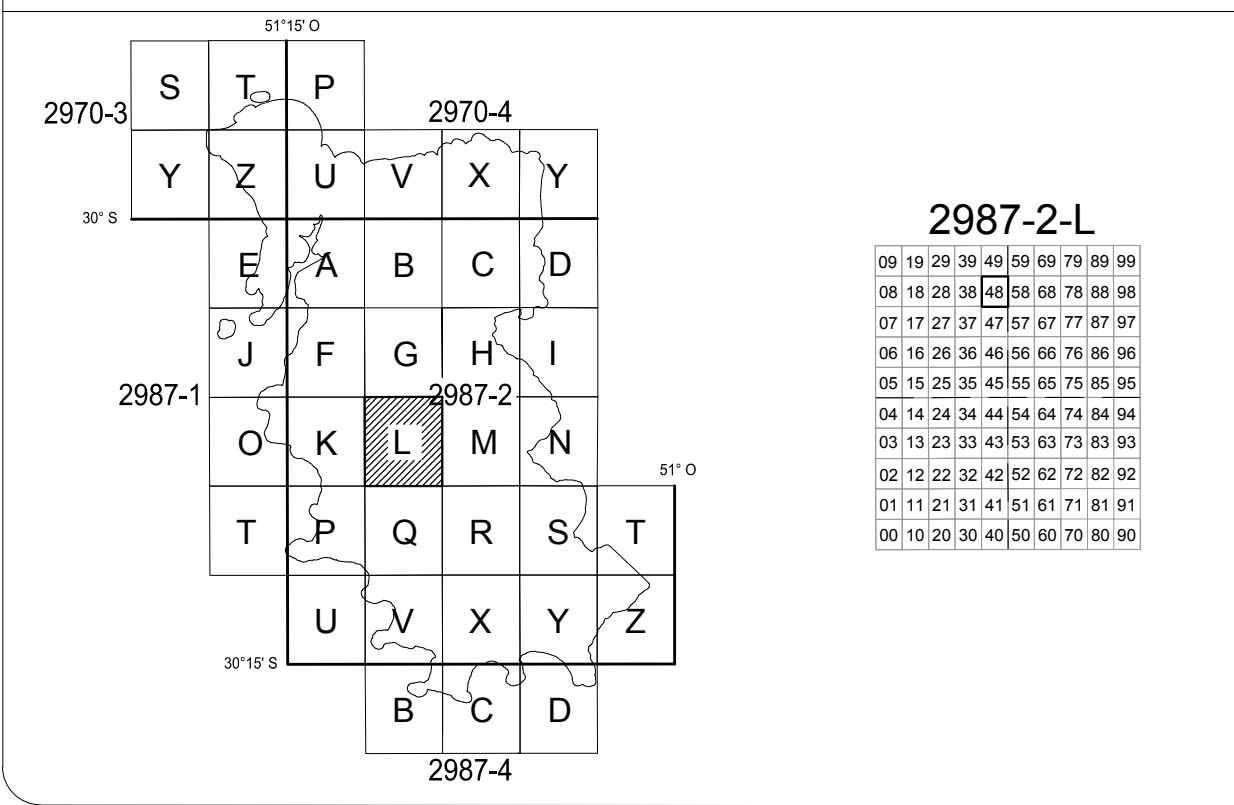 51°15' O
S T P
2970-3 2970-4
Y Z U V X Y
30° S
E A B C D
J F G H I
2987-1 2987-2
O K L M N
51° O
T P Q R S T
U V X Y Z
30°15' S
B C D
2987-4
2987-2-L
09 19 29 39 49 59 69 79 89 99
08 18 28 38 48 58 68 78 88 98
07 17 27 37 47 57 67 77 87 97
06 16 26 36 46 56 66 76 86 96
05 15 25 35 45 55 65 75 85 95
04 14 24 34 44 54 64 74 84 94
03 13 23 33 43 53 63 73 83 93
02 12 22 32 42 52 62 72 82 92
01 11 21 31 41 51 61 71 81 91
00 10 20 30 40 50 60 70 80 90